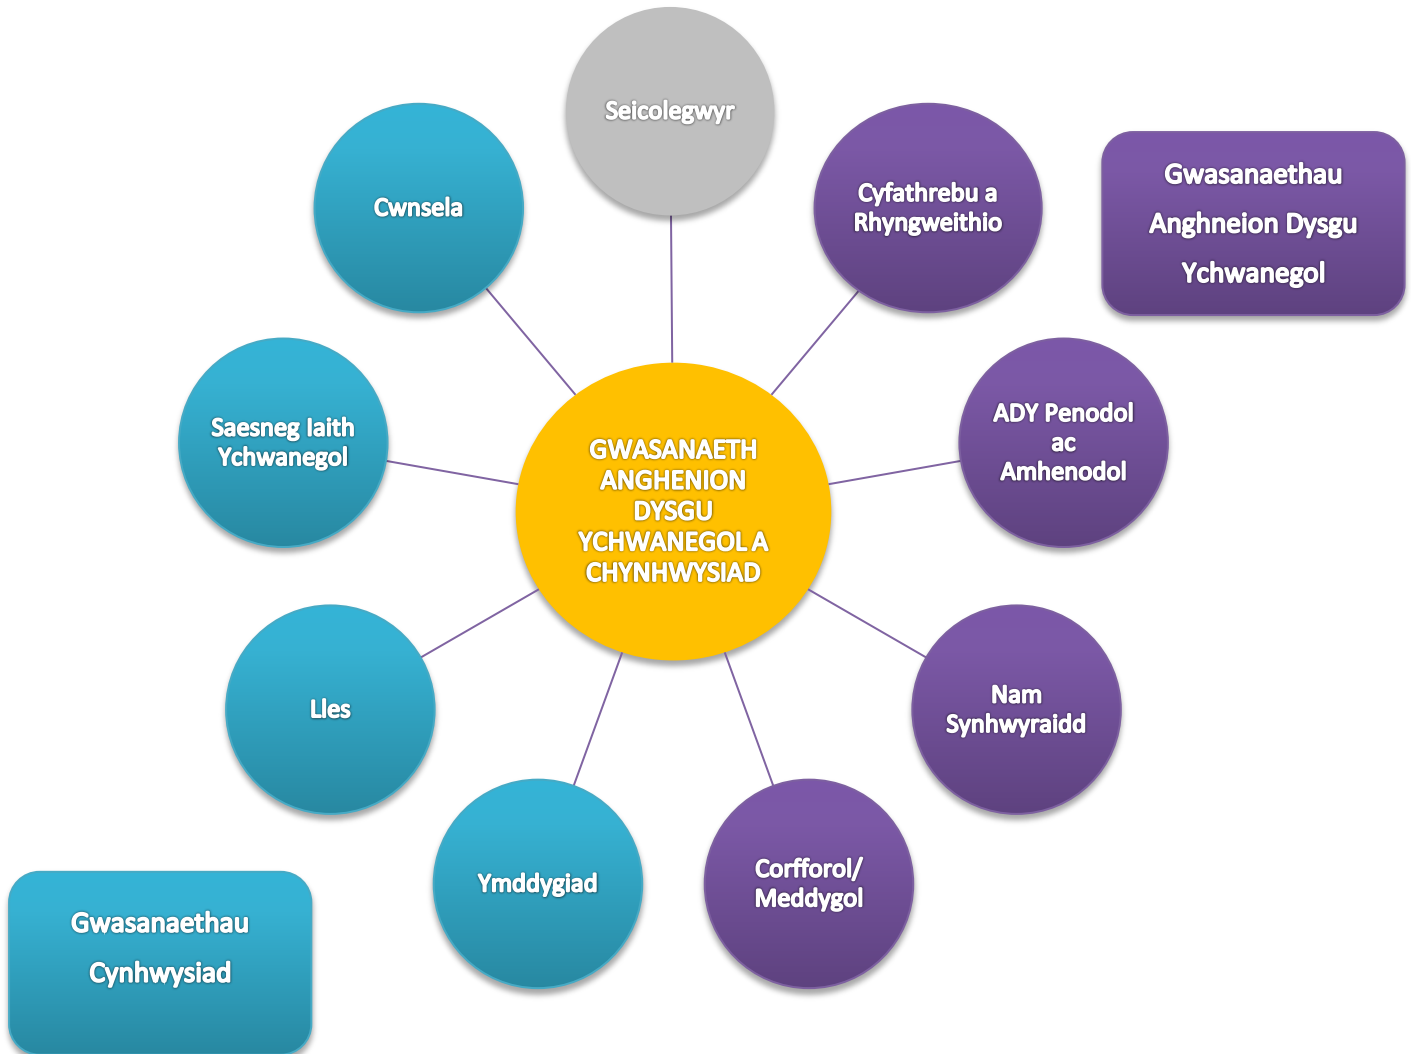 Seicolegwyr
Cyfathrebu a
Rhyngweithio
Gwasanaethau
Anghneion Dysgu
Ychwanegol
ADY Penodol
ac
Amhenodol
Nam
Synhwyraidd
Corfforol/
Meddygol
Ymddygiad
Lles
Saesneg Iaith
Ychwanegol
Cwnsela
GWASANAETH
ANGHENION
DYSGU
YCHWANEGOL A
CHYNHWYSIAD
Gwasanaethau
Cynhwysiad